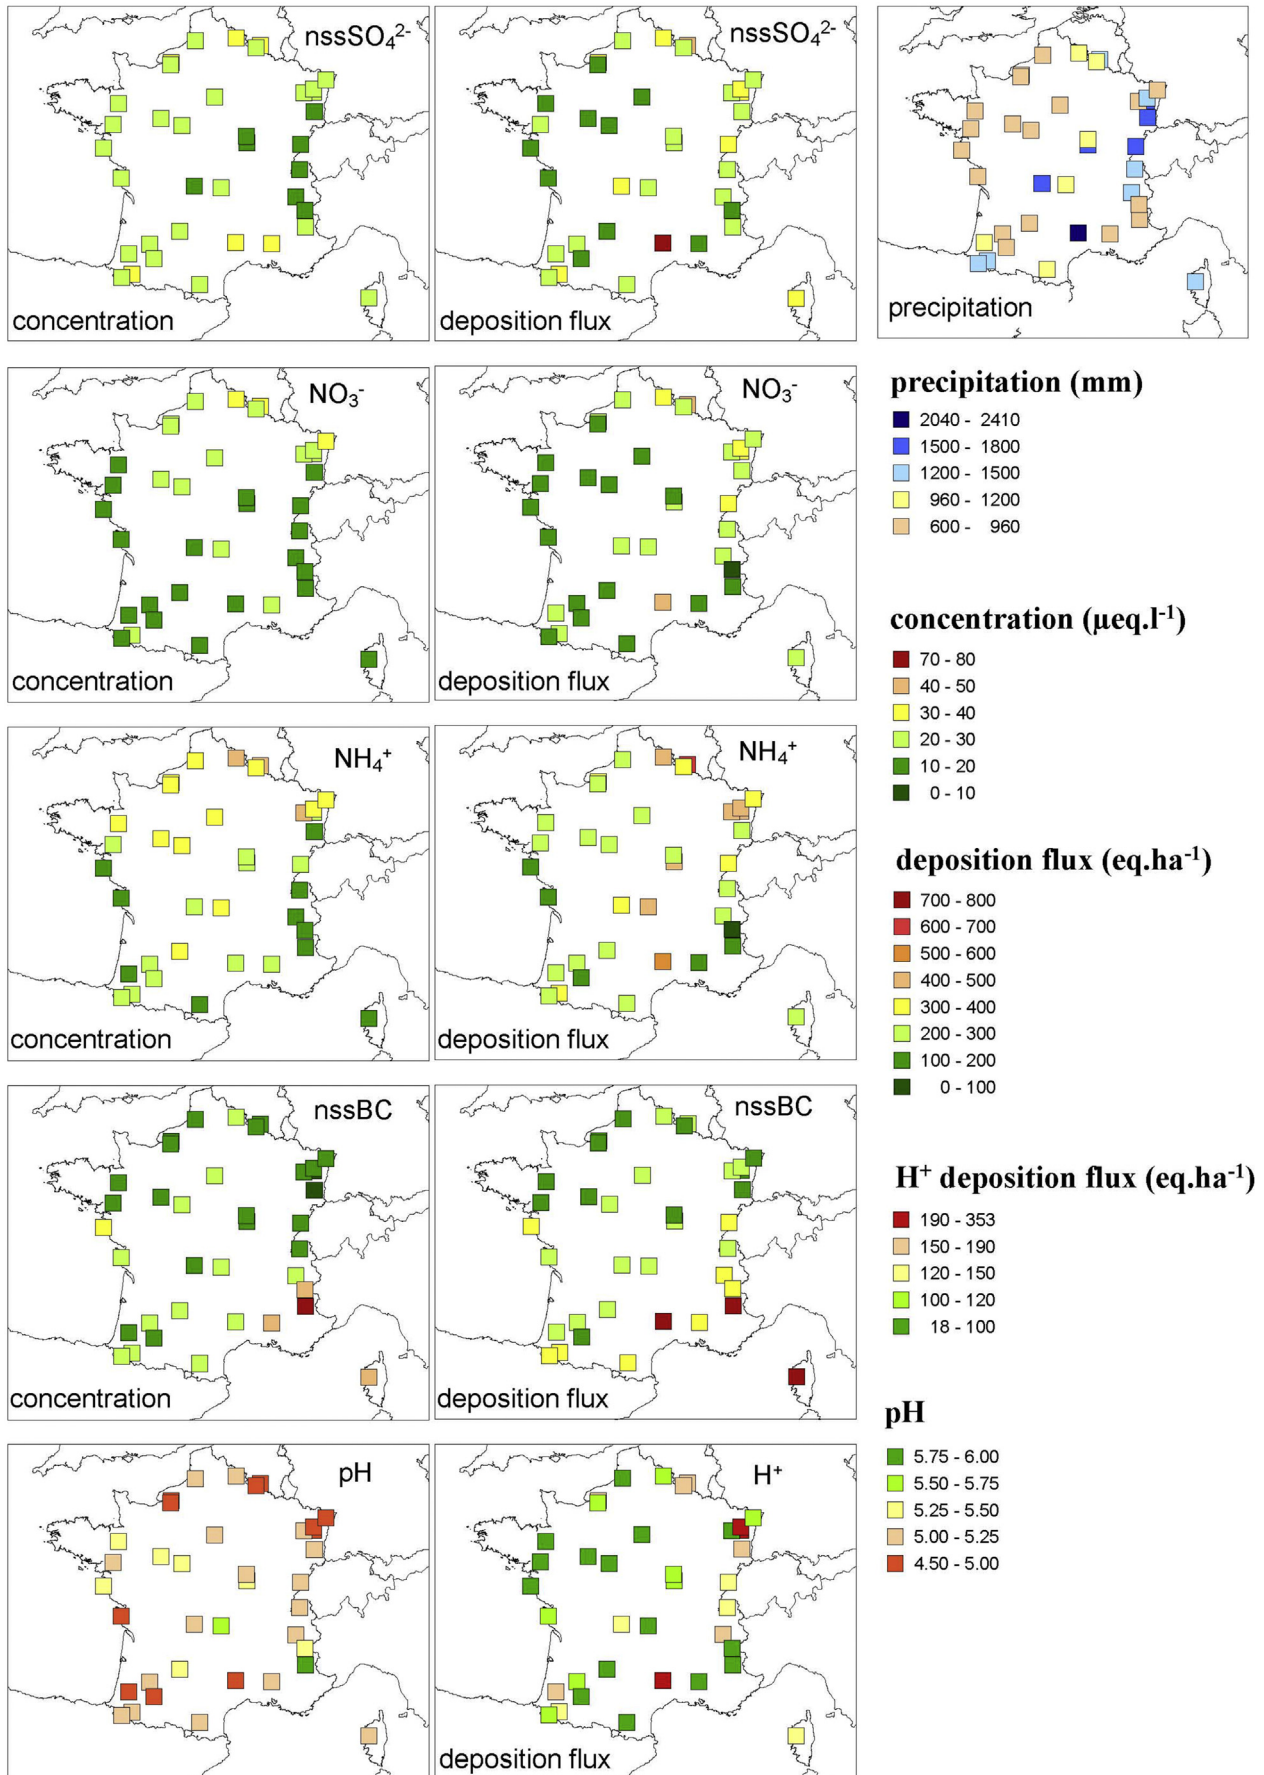 nssSO₄²⁻
concentration
nssSO₄²⁻
deposition flux
precipitation
NO₃⁻
concentration
NO₃⁻
deposition flux
NH₄⁺
concentration
NH₄⁺
deposition flux
nssBC
concentration
nssBC
deposition flux
pH
H⁺
deposition flux
precipitation (mm)
2040 - 2410
1500 - 1800
1200 - 1500
960 - 1200
600 - 960
concentration (µeq.l⁻¹)
70 - 80
40 - 50
30 - 40
20 - 30
10 - 20
0 - 10
deposition flux (eq.ha⁻¹)
700 - 800
600 - 700
500 - 600
400 - 500
300 - 400
200 - 300
100 - 200
0 - 100
H⁺ deposition flux (eq.ha⁻¹)
190 - 353
150 - 190
120 - 150
100 - 120
18 - 100
pH
5.75 - 6.00
5.50 - 5.75
5.25 - 5.50
5.00 - 5.25
4.50 - 5.00